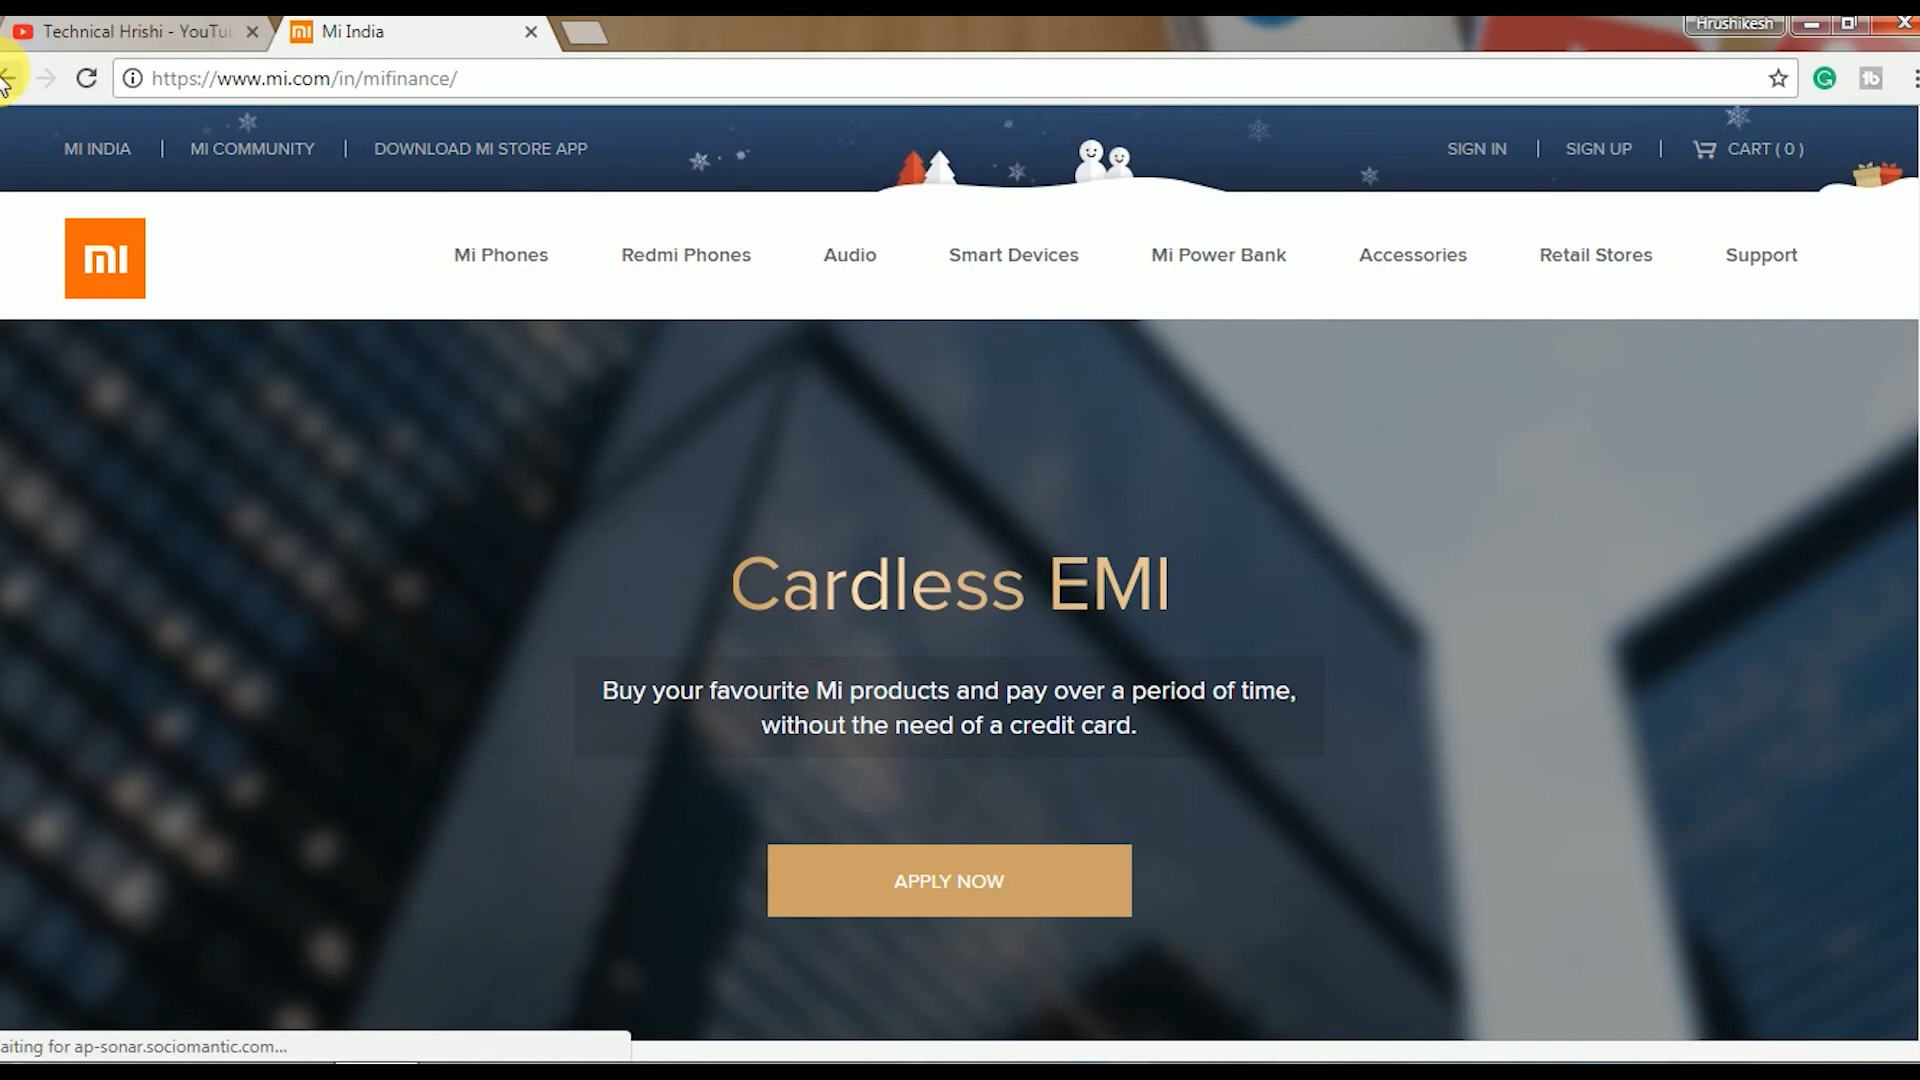 Technical Hrishi - YouTu
Mi India
Hrushikesh
https://www.mi.com/in/mifinance/
MI INDIA
MI COMMUNITY
DOWNLOAD MI STORE APP
SIGN IN
SIGN UP
CART ( 0 )
mi
Mi Phones
Redmi Phones
Audio
Smart Devices
Mi Power Bank
Accessories
Retail Stores
Support
Cardless EMI
Buy your favourite Mi products and pay over a period of time,
without the need of a credit card.
APPLY NOW
aiting for ap-sonar.sociomantic.com...